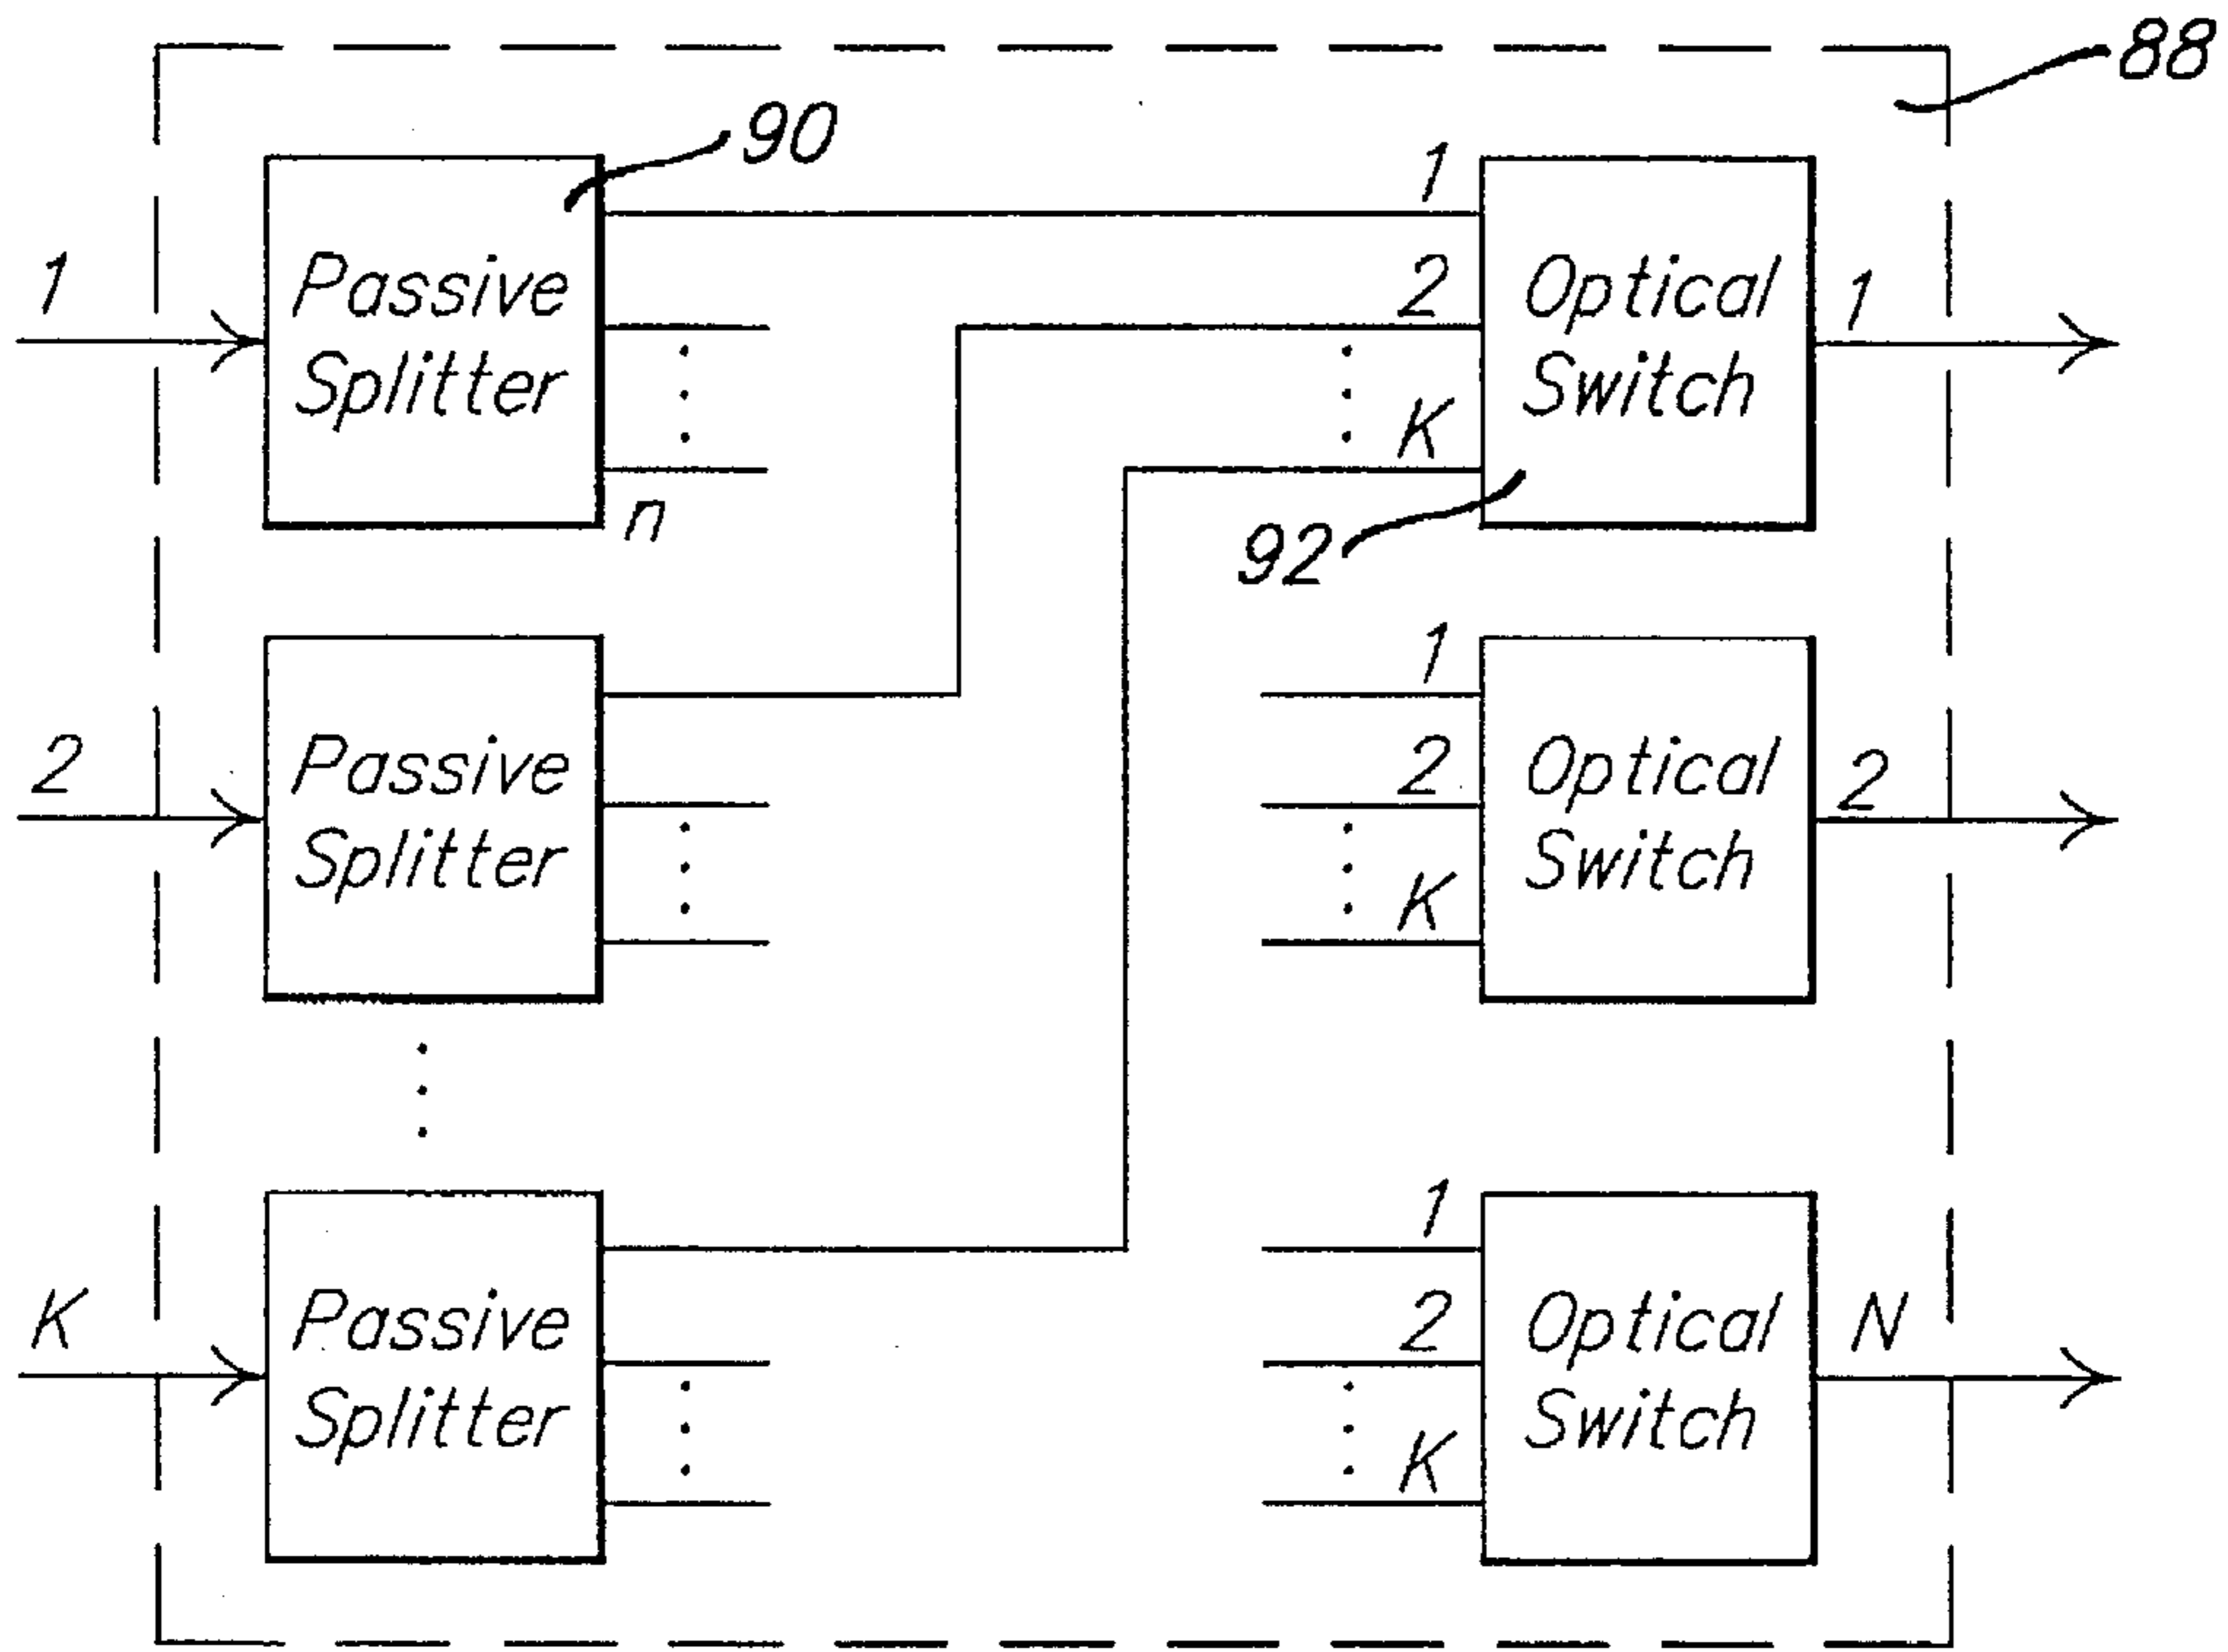 88
90
1
Passive
Splitter
n
1
2
K
Optical
Switch
1
92
2
Passive
Splitter
1
2
K
Optical
Switch
2
K
Passive
Splitter
1
2
K
Optical
Switch
N